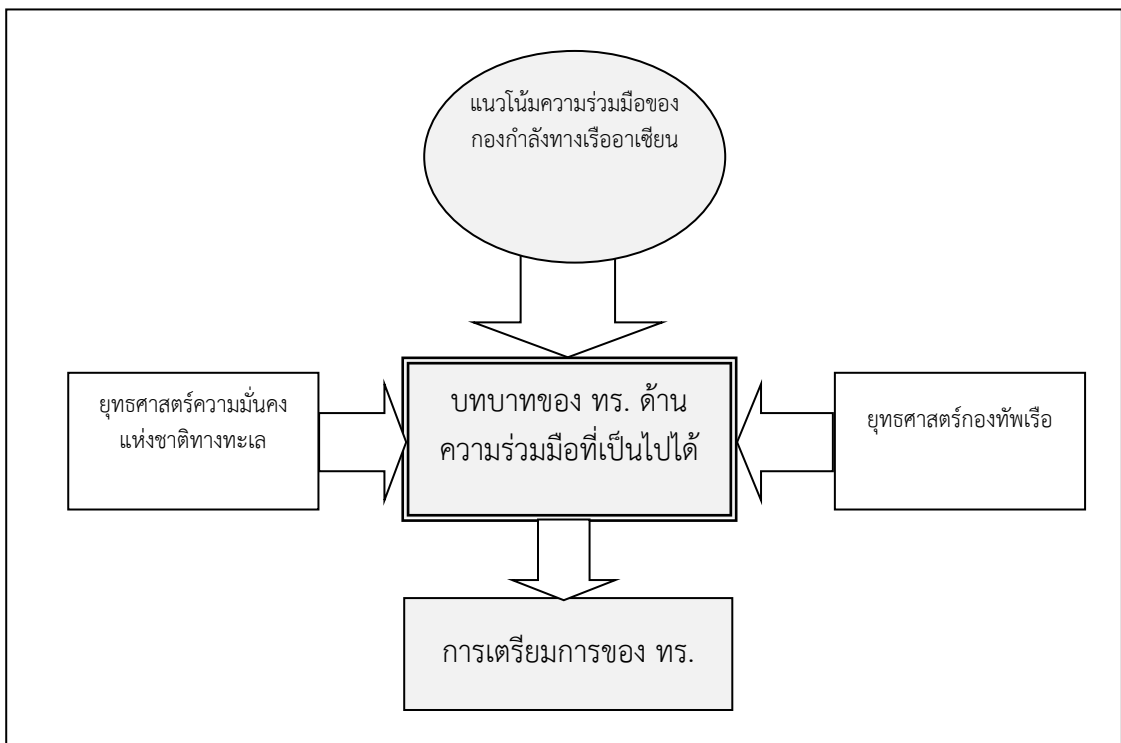 แนวโน้มความร่วมมือของ
กองกำลังทางเรืออาเซียน
ยุทธศาสตร์ความมั่นคง
แห่งชาติทางทะเล
บทบาทของ ทร. ด้าน
ความร่วมมือที่เป็นไปได้
ยุทธศาสตร์กองทัพเรือ
การเตรียมการของ ทร.